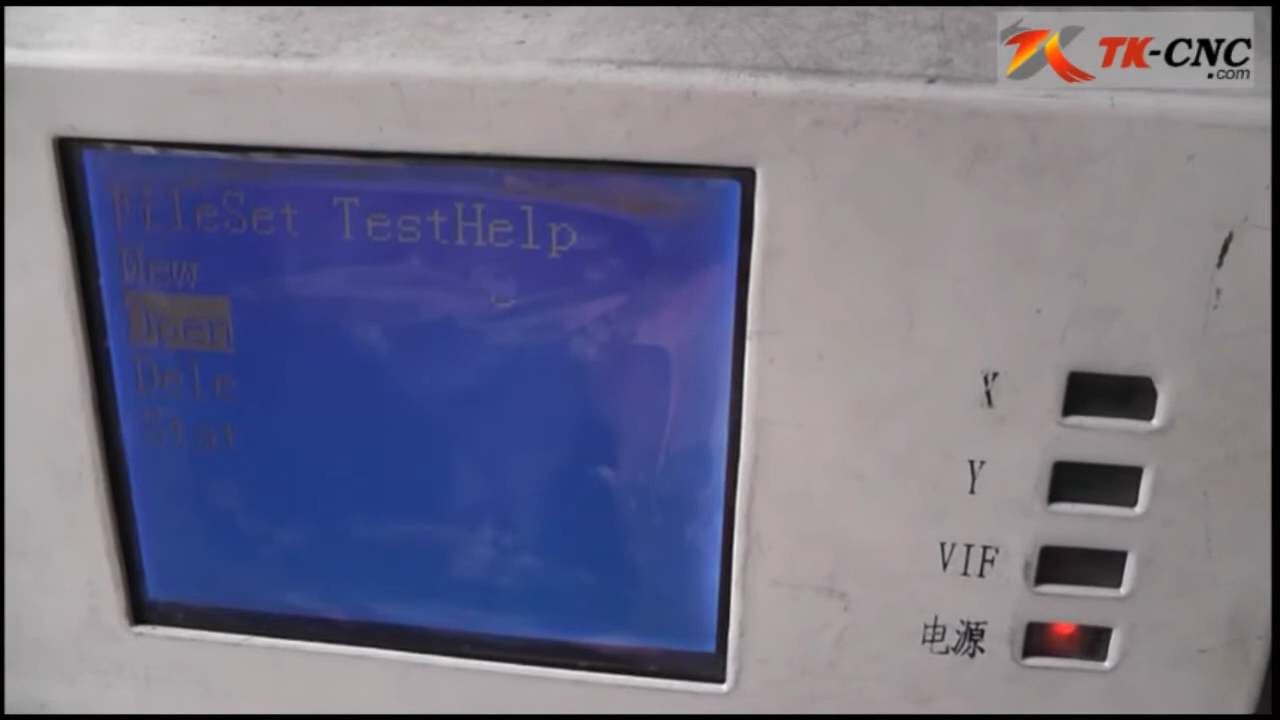 TK-CNC
.com
FileSet TestHelp
New
Open
Dele
Stat
X
Y
VIF
电源